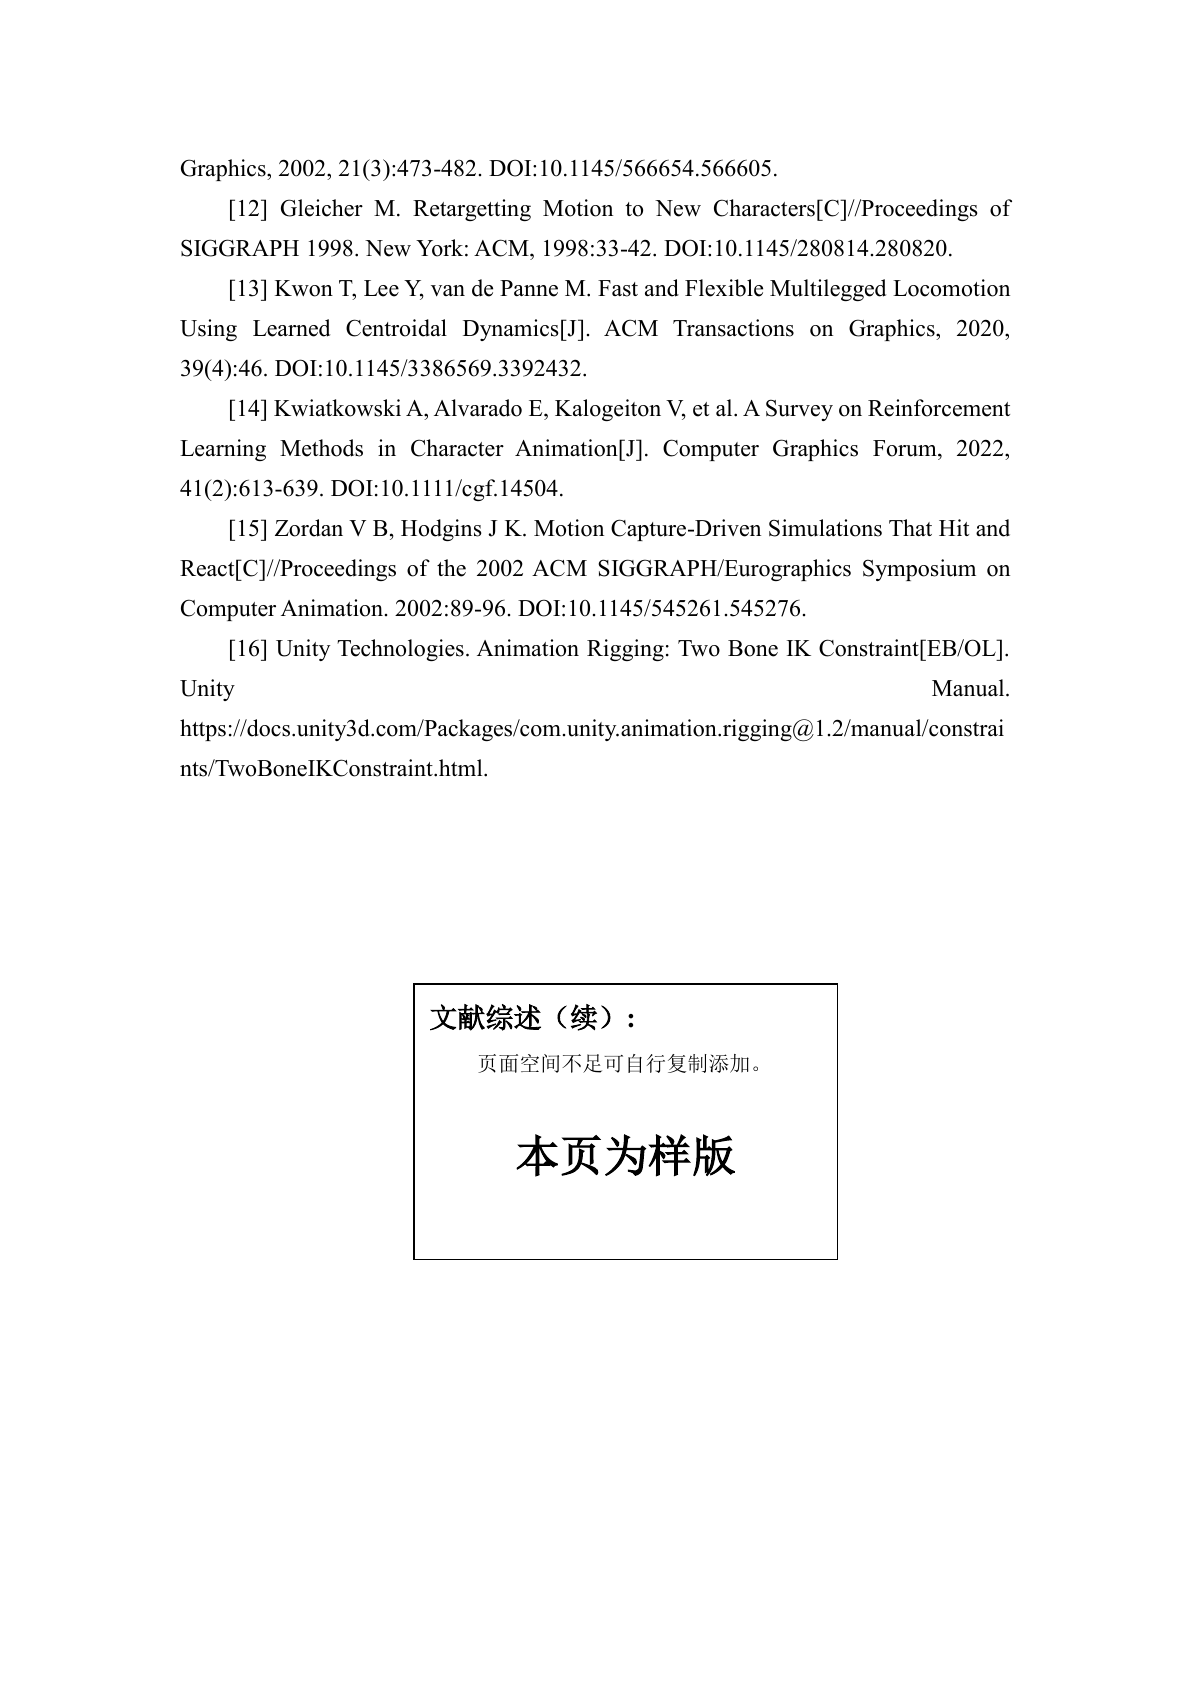 Graphics, 2002, 21(3):473-482. DOI:10.1145/566654.566605.
[12] Gleicher M. Retargetting Motion to New Characters[C]//Proceedings of
SIGGRAPH 1998. New York: ACM, 1998:33-42. DOI:10.1145/280814.280820.
[13] Kwon T, Lee Y, van de Panne M. Fast and Flexible Multilegged Locomotion
Using Learned Centroidal Dynamics[J]. ACM Transactions on Graphics, 2020,
39(4):46. DOI:10.1145/3386569.3392432.
[14] Kwiatkowski A, Alvarado E, Kalogeiton V, et al. A Survey on Reinforcement
Learning Methods in Character Animation[J]. Computer Graphics Forum, 2022,
41(2):613-639. DOI:10.1111/cgf.14504.
[15] Zordan V B, Hodgins J K. Motion Capture-Driven Simulations That Hit and
React[C]//Proceedings of the 2002 ACM SIGGRAPH/Eurographics Symposium on
Computer Animation. 2002:89-96. DOI:10.1145/545261.545276.
[16] Unity Technologies. Animation Rigging: Two Bone IK Constraint[EB/OL].
Unity Manual.
https://docs.unity3d.com/Packages/com.unity.animation.rigging@1.2/manual/constrai
nts/TwoBoneIKConstraint.html.
文献综述（续）:
页面空间不足可自行复制添加。
本页为样版